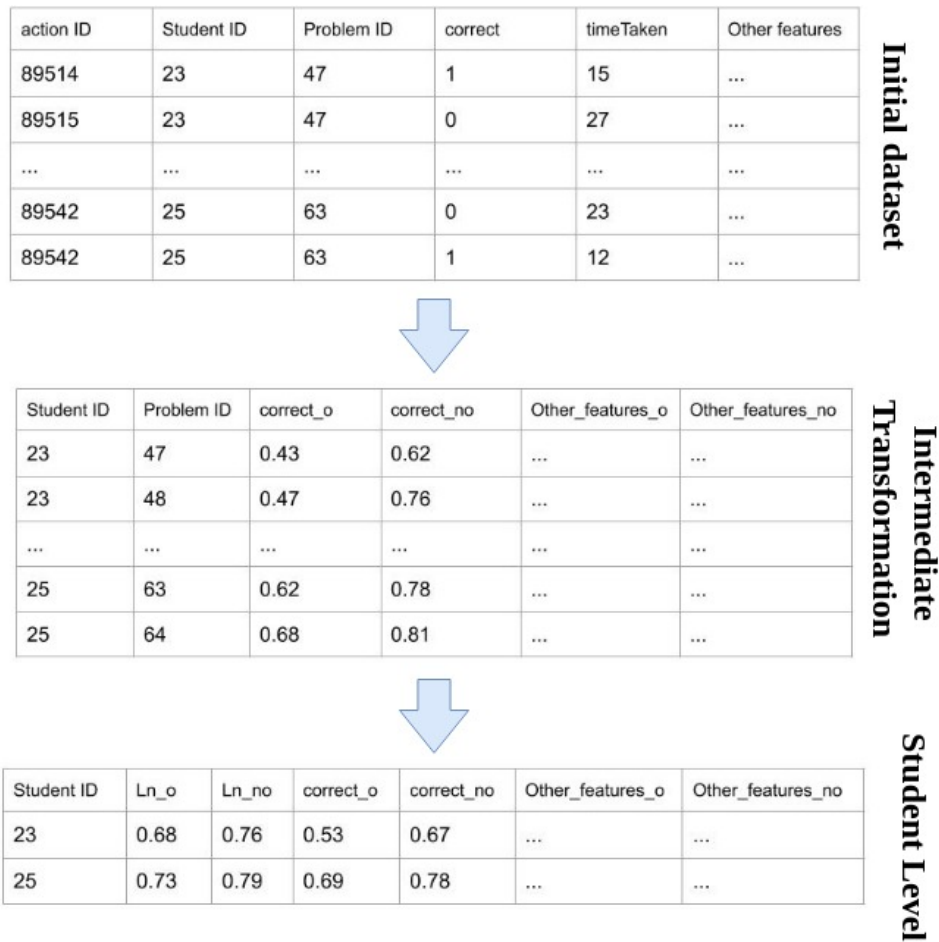 action ID Student ID Problem ID correct timeTaken Other features
89514 23 47 1 15 ...
89515 23 47 0 27 ...
... ... ... ... ... ...
89542 25 63 0 23 ...
89542 25 63 1 12 ...
Initial dataset
Student ID Problem ID correct_o correct_no Other_features_o Other_features_no
23 47 0.43 0.62 ... ...
23 48 0.47 0.76 ... ...
... ... ... ... ... ...
25 63 0.62 0.78 ... ...
25 64 0.68 0.81 ... ...
Intermediate
Transformation
Student ID Ln_o Ln_no correct_o correct_no Other_features_o Other_features_no
23 0.68 0.76 0.53 0.67 ... ...
25 0.73 0.79 0.69 0.78 ... ...
Student Level